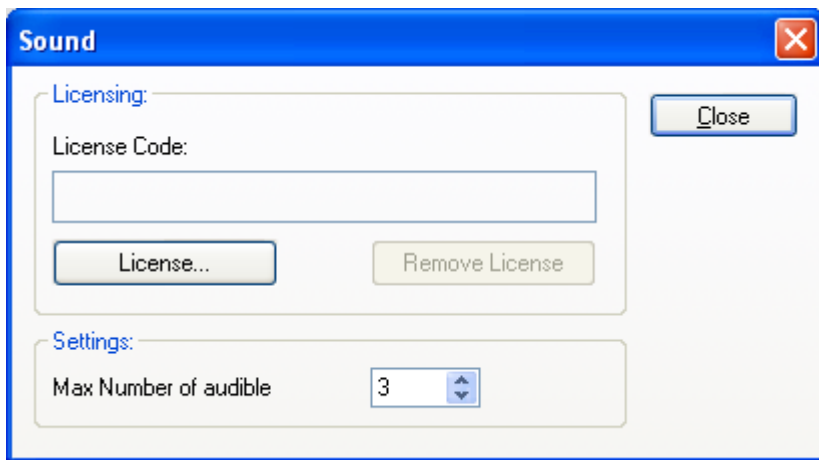 Sound
Licensing:
Close
License Code:
License...
Remove License
Settings:
Max Number of audible
3